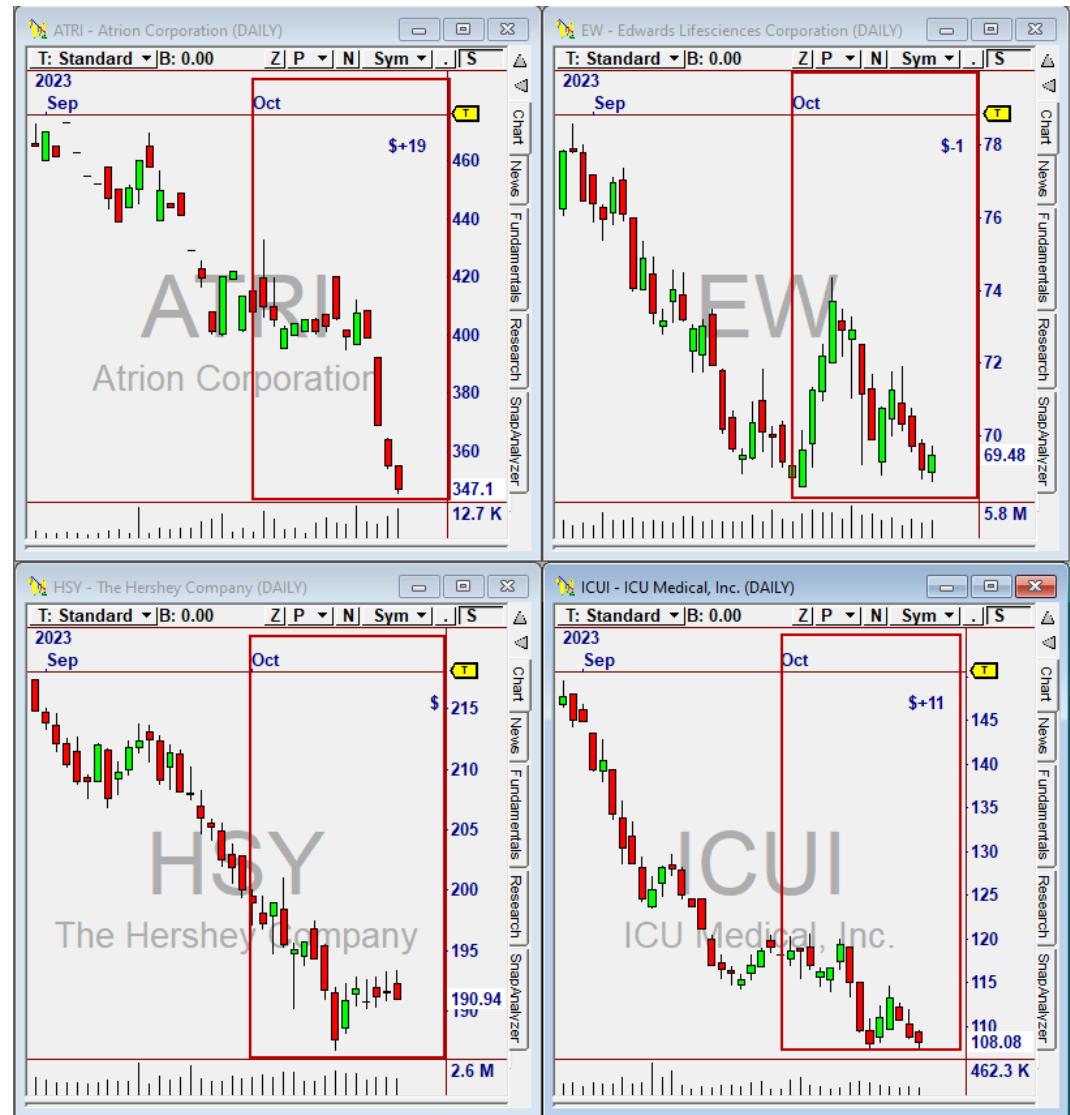 ATRI - Atrion Corporation (DAILY)
T: Standard B: 0.00 Z P N Sym . S
2023
Sep Oct
T
$+19
460
440
420
400
380
360
347.1
12.7 K
ATRI
Atrion Corporation
Chart
News
Fundamentals
Research
SnapAnalyzer
EW - Edwards Lifesciences Corporation (DAILY)
T: Standard B: 0.00 Z P N Sym . S
2023
Sep Oct
T
$-1
78
76
74
72
70
69.48
5.8 M
EW
Chart
News
Fundamentals
Research
SnapAnalyzer
HSY - The Hershey Company (DAILY)
T: Standard B: 0.00 Z P N Sym . S
2023
Sep Oct
T
$
215
210
205
200
195
190.94
190
2.6 M
HSY
The Hershey Company
Chart
News
Fundamentals
Research
SnapAnalyzer
ICUI - ICU Medical, Inc. (DAILY)
T: Standard B: 0.00 Z P N Sym . S
2023
Sep Oct
T
$+11
145
140
135
130
125
120
115
110
108.08
462.3 K
ICUI
ICU Medical, Inc.
Chart
News
Fundamentals
Research
SnapAnalyzer